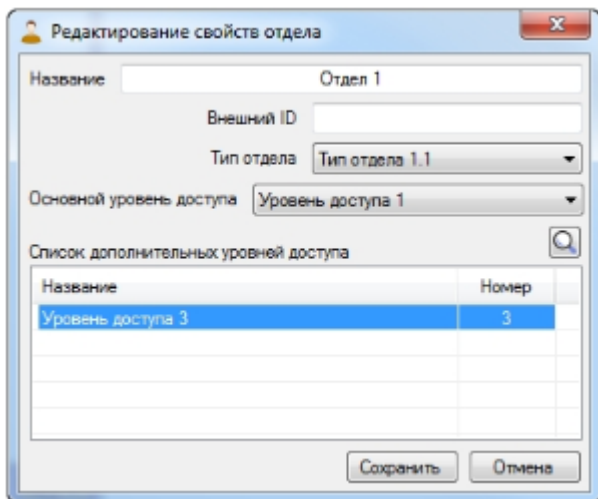 Редактирование свойств отдела
Название Отдел 1
Внешний ID
Тип отдела Тип отдела 1.1
Основной уровень доступа Уровень доступа 1
Список дополнительных уровней доступа
Название Номер
Уровень доступа 3 3
Сохранить Отмена